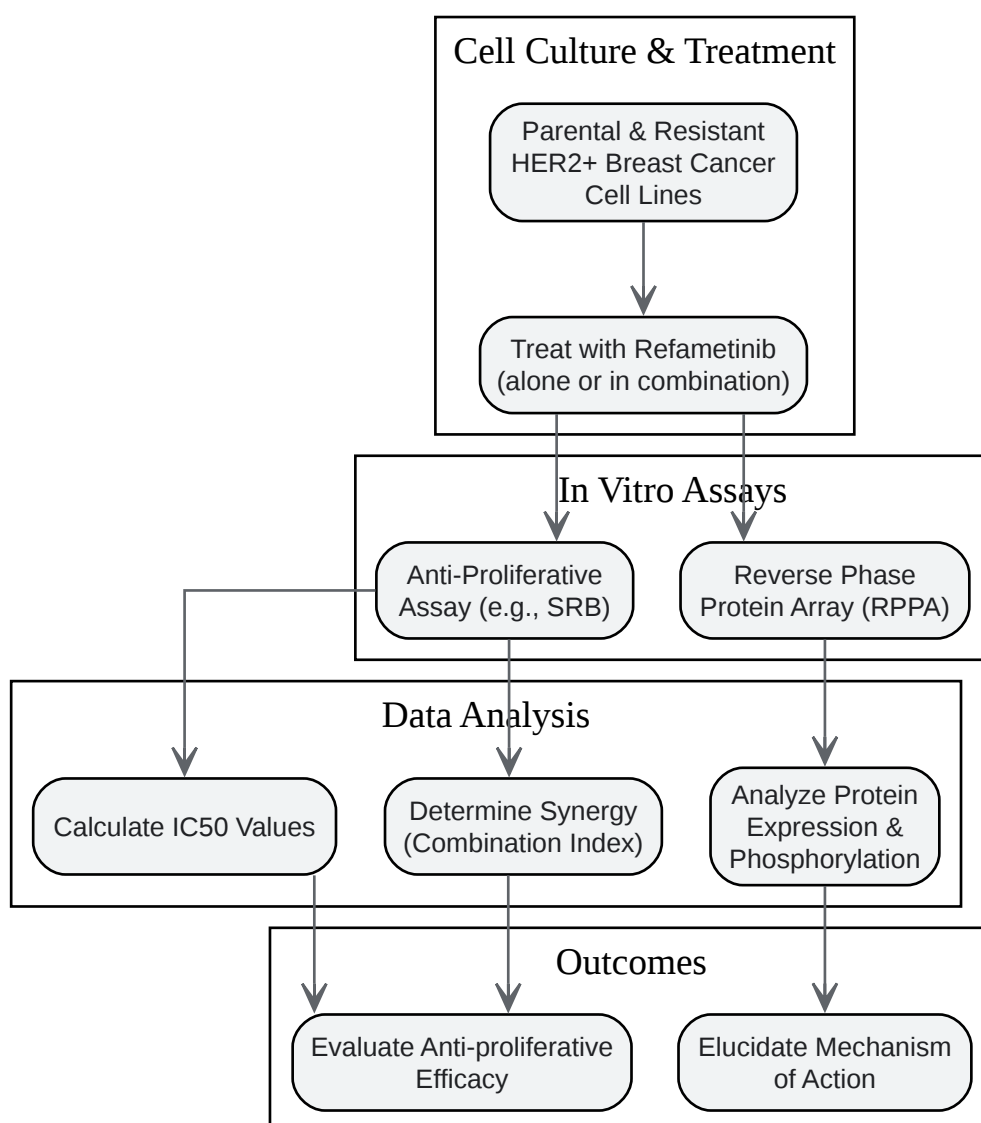 Cell Culture & Treatment
Parental & Resistant
HER2+ Breast Cancer
Cell Lines
Treat with Refametinib
(alone or in combination)
In Vitro Assays
Anti-Proliferative
Assay (e.g., SRB)
Reverse Phase
Protein Array (RPPA)
Data Analysis
Calculate IC50 Values
Determine Synergy
(Combination Index)
Analyze Protein
Expression &
Phosphorylation
Outcomes
Evaluate Anti-proliferative
Efficacy
Elucidate Mechanism
of Action